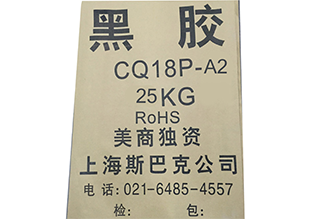 黑 胶
CQ18P-A2
25KG
RoHS
美商独资
上海斯巴克公司
电话:021-6485-4557
检: 包: